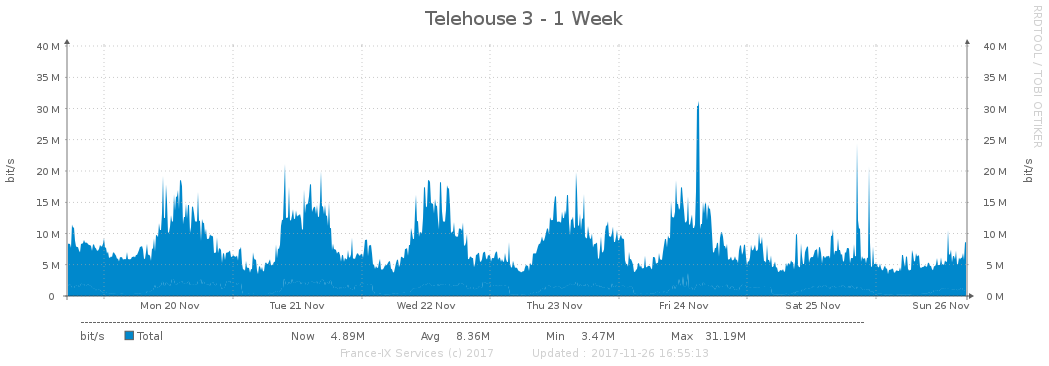 Telehouse 3 - 1 Week
RRDTOOL / TOBI OETIKER
40 M 40 M
35 M 35 M
30 M 30 M
25 M 25 M
20 M 20 M
15 M 15 M
10 M 10 M
5 M 5 M
0 0 M
bit/s bit/s
Mon 20 Nov Tue 21 Nov Wed 22 Nov Thu 23 Nov Fri 24 Nov Sat 25 Nov Sun 26 Nov
bit/s Total Now 4.89M Avg 8.36M Min 3.47M Max 31.19M
France-IX Services (c) 2017 Updated : 2017-11-26 16:55:13